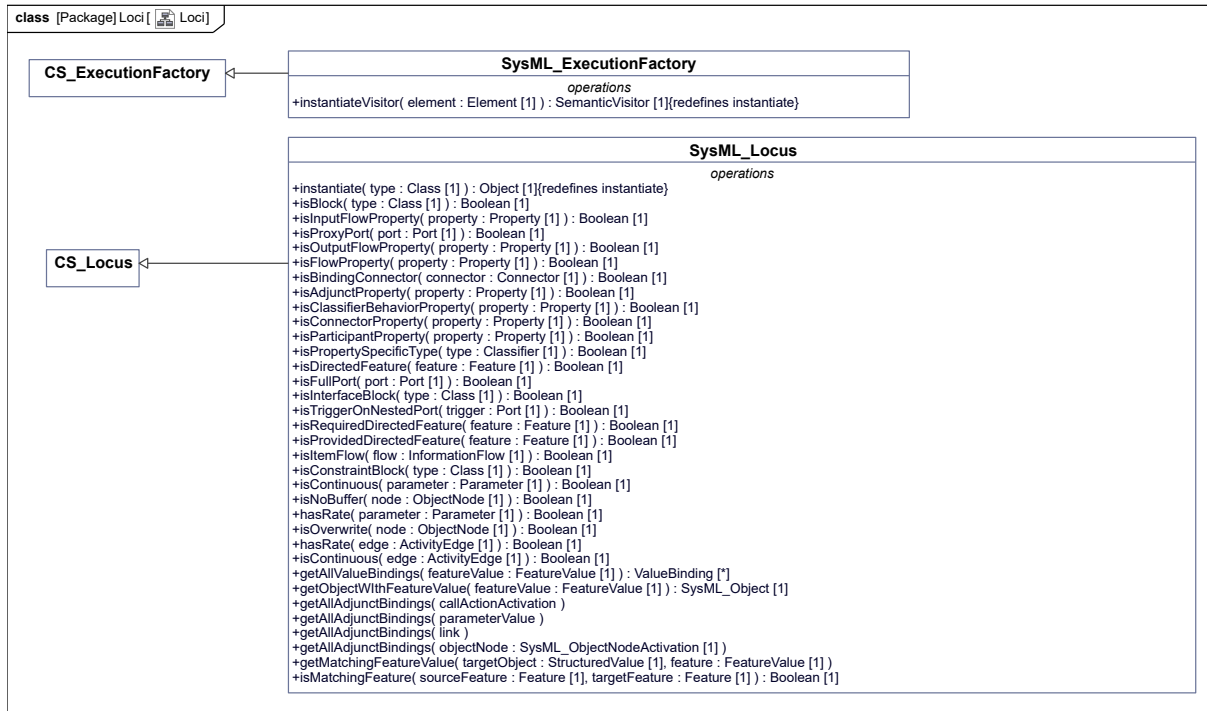 class [Package] Loci [ Loci]
CS_ExecutionFactory
SysML_ExecutionFactory
operations
+instantiateVisitor( element : Element [1] ) : SemanticVisitor [1]{redefines instantiate}
CS_Locus
SysML_Locus
operations
+instantiate( type : Class [1] ) : Object [1]{redefines instantiate}
+isBlock( type : Class [1] ) : Boolean [1]
+isInputFlowProperty( property : Property [1] ) : Boolean [1]
+isProxyPort( port : Port [1] ) : Boolean [1]
+isOutputFlowProperty( property : Property [1] ) : Boolean [1]
+isFlowProperty( property : Property [1] ) : Boolean [1]
+isBindingConnector( connector : Connector [1] ) : Boolean [1]
+isAdjunctProperty( property : Property [1] ) : Boolean [1]
+isClassifierBehaviorProperty( property : Property [1] ) : Boolean [1]
+isConnectorProperty( property : Property [1] ) : Boolean [1]
+isParticipantProperty( property : Property [1] ) : Boolean [1]
+isPropertySpecificType( type : Classifier [1] ) : Boolean [1]
+isDirectedFeature( feature : Feature [1] ) : Boolean [1]
+isFullPort( port : Port [1] ) : Boolean [1]
+isInterfaceBlock( type : Class [1] ) : Boolean [1]
+isTriggerOnNestedPort( trigger : Port [1] ) : Boolean [1]
+isRequiredDirectedFeature( feature : Feature [1] ) : Boolean [1]
+isProvidedDirectedFeature( feature : Feature [1] ) : Boolean [1]
+isItemFlow( flow : InformationFlow [1] ) : Boolean [1]
+isConstraintBlock( type : Class [1] ) : Boolean [1]
+isContinuous( parameter : Parameter [1] ) : Boolean [1]
+isNoBuffer( node : ObjectNode [1] ) : Boolean [1]
+hasRate( parameter : Parameter [1] ) : Boolean [1]
+isOverwrite( node : ObjectNode [1] ) : Boolean [1]
+hasRate( edge : ActivityEdge [1] ) : Boolean [1]
+isContinuous( edge : ActivityEdge [1] ) : Boolean [1]
+getAllValueBindings( featureValue : FeatureValue [1] ) : ValueBinding [*]
+getObjectWIthFeatureValue( featureValue : FeatureValue [1] ) : SysML_Object [1]
+getAllAdjunctBindings( callActionActivation )
+getAllAdjunctBindings( parameterValue )
+getAllAdjunctBindings( link )
+getAllAdjunctBindings( objectNode : SysML_ObjectNodeActivation [1] )
+getMatchingFeatureValue( targetObject : StructuredValue [1], feature : FeatureValue [1] )
+isMatchingFeature( sourceFeature : Feature [1], targetFeature : Feature [1] ) : Boolean [1]